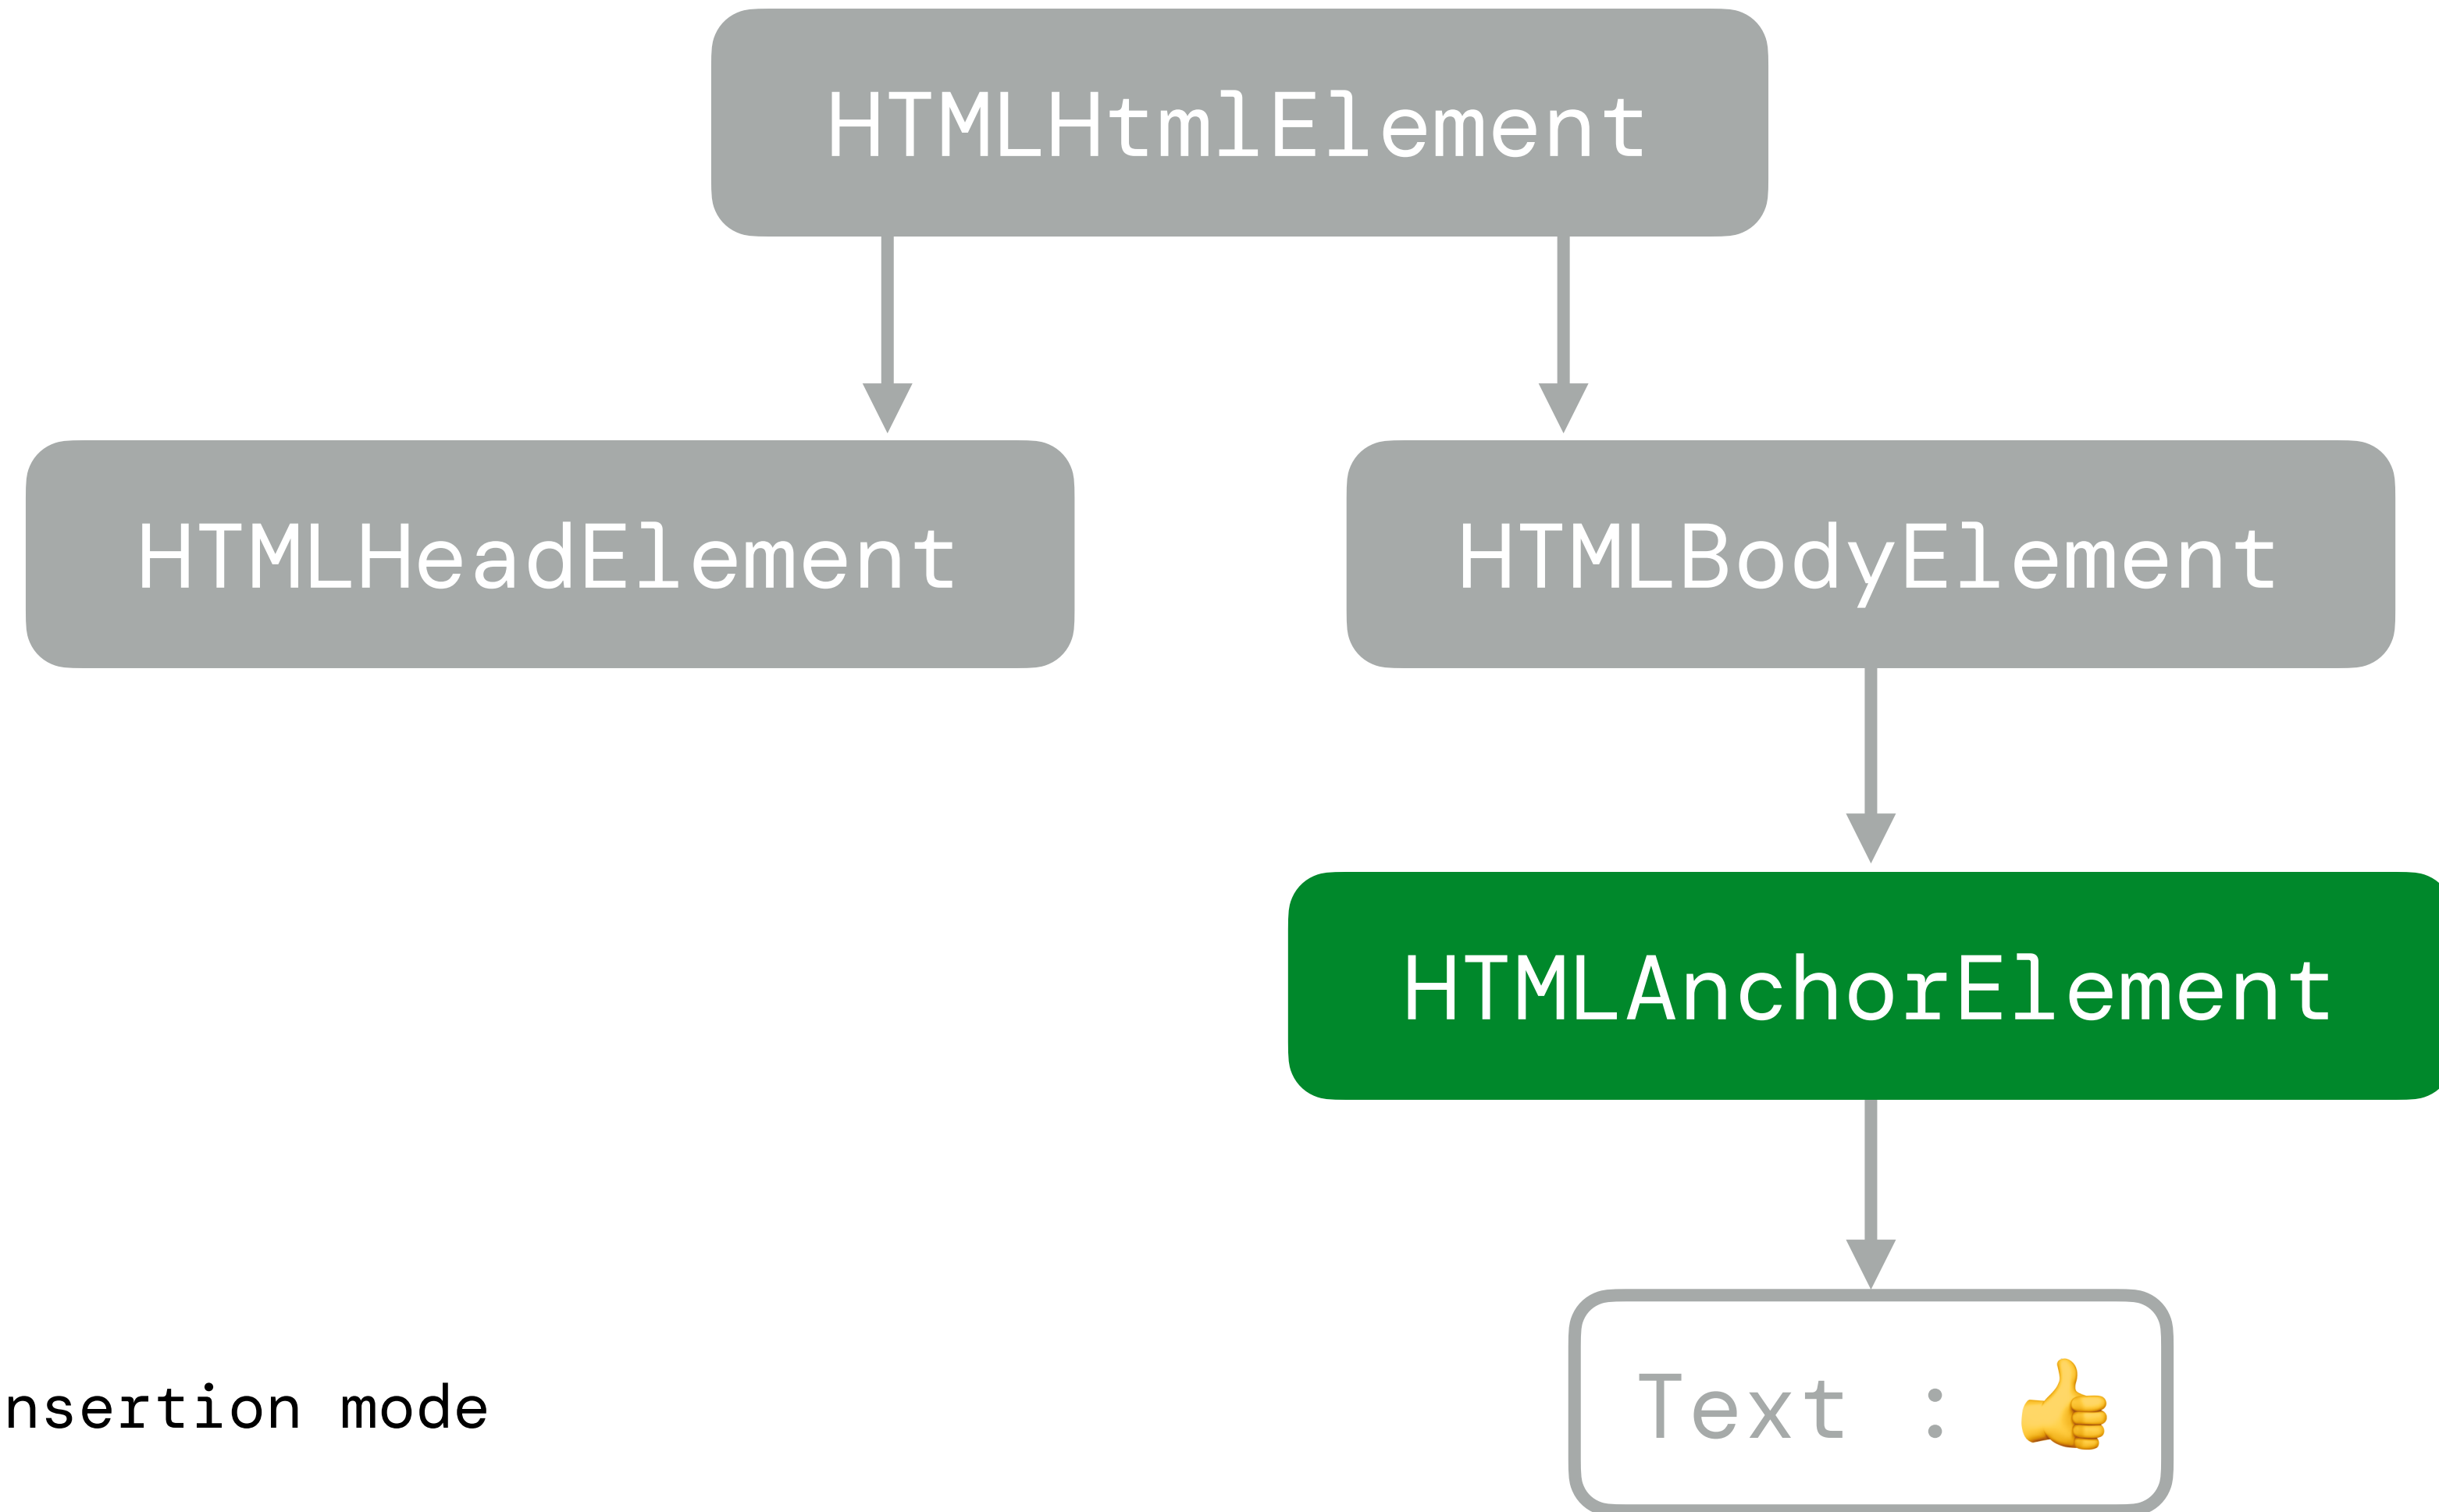 HTMLHtmlElement
HTMLHeadElement
HTMLBodyElement
HTMLAnchorElement
Text : 👍
nsertion mode